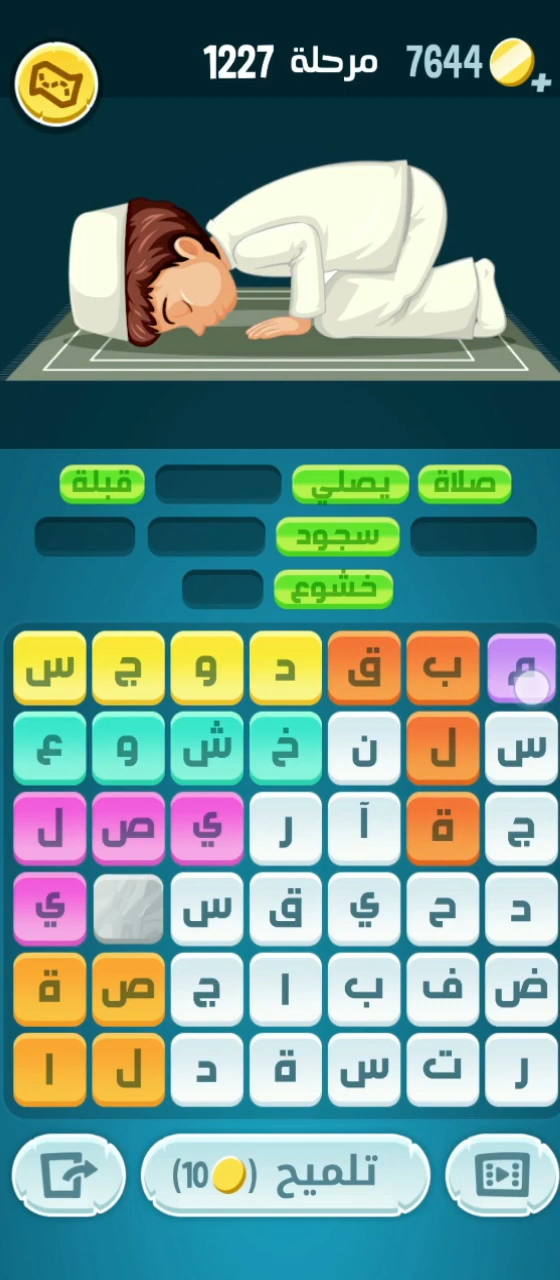 7644 مرحلة 1227
صلاة يصلي قبلة
سجود
خشوع
م ب ق د و ج س
س ل ن خ ش و ع
ج ة آ ر ي ص ل
د ح ي ق س ي
ض ف ب ا ج ص ة
ر ت س ة د ل ا
تلميح (10)